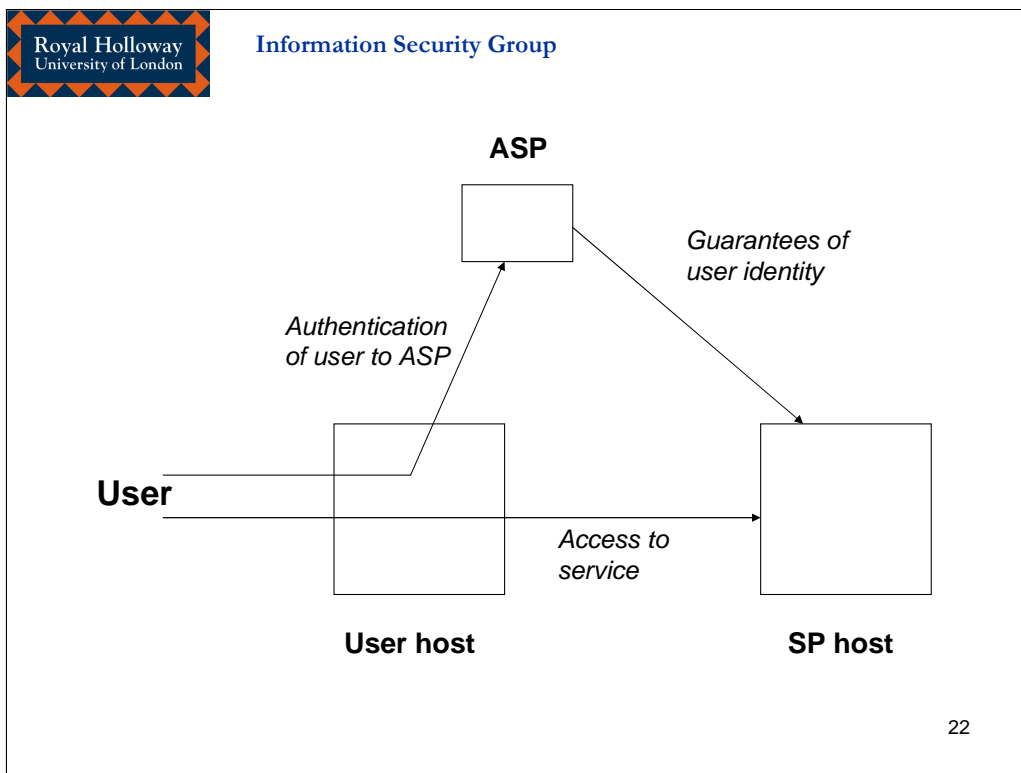 Royal Holloway
University of London
Information Security Group
ASP
Guarantees of
user identity
Authentication
of user to ASP
User
Access to
service
User host
SP host
22